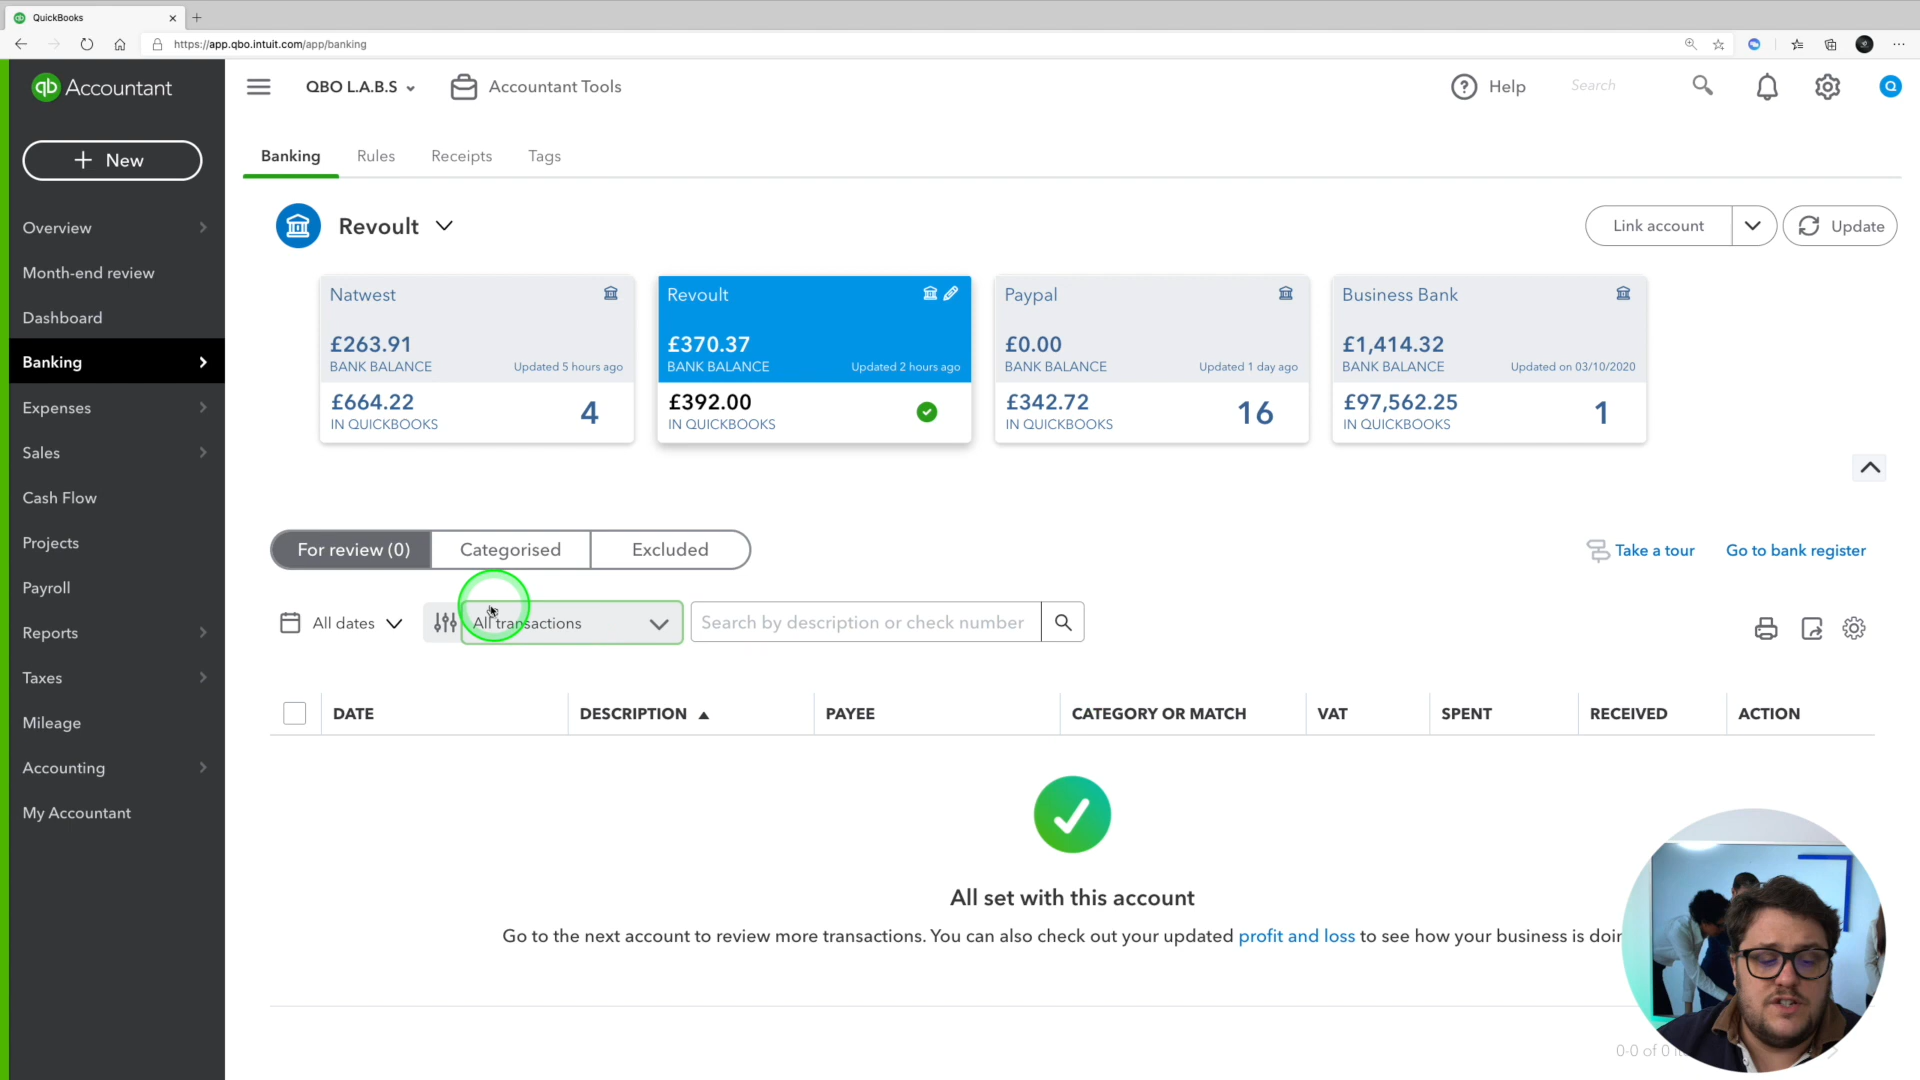 QuickBooks
https://app.qbo.intuit.com/app/banking
qb Accountant
QBO L.A.B.S
Accountant Tools
Help
Search
Q
New
Banking
Rules
Receipts
Tags
Overview
Month-end review
Dashboard
Banking
Expenses
Sales
Cash Flow
Projects
Payroll
Reports
Taxes
Mileage
Accounting
My Accountant
Revoult
Link account
Update
Natwest
£263.91
BANK BALANCE
Updated 5 hours ago
£664.22
IN QUICKBOOKS
4
Revoult
£370.37
BANK BALANCE
Updated 2 hours ago
£392.00
IN QUICKBOOKS
Paypal
£0.00
BANK BALANCE
Updated 1 day ago
£342.72
IN QUICKBOOKS
16
Business Bank
£1,414.32
BANK BALANCE
Updated on 03/10/2020
£97,562.25
IN QUICKBOOKS
1
For review (0)
Categorised
Excluded
Take a tour
Go to bank register
All dates
All transactions
Search by description or check number
DATE
DESCRIPTION
PAYEE
CATEGORY OR MATCH
VAT
SPENT
RECEIVED
ACTION
All set with this account
Go to the next account to review more transactions. You can also check out your updated profit and loss to see how your business is doin
0-0 of 0